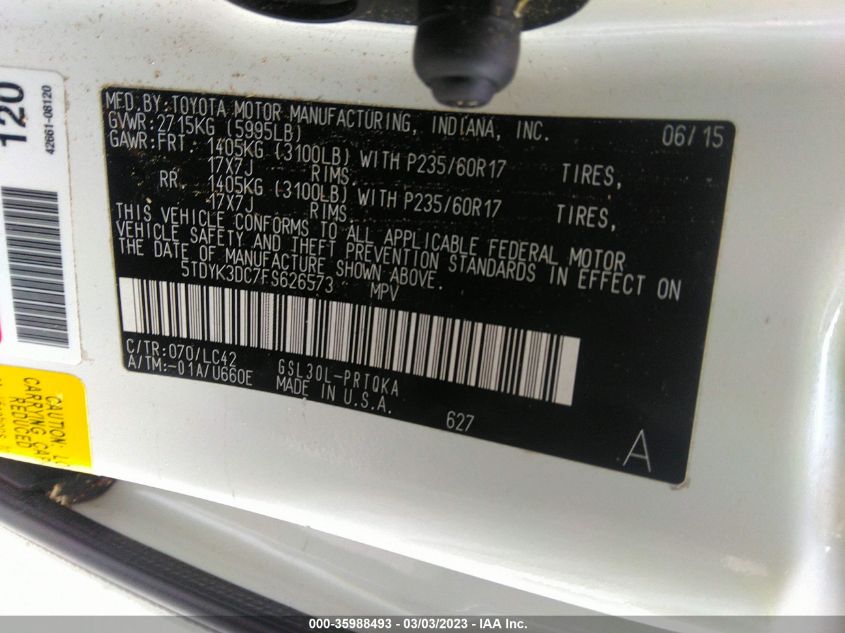 120
42661-08120
MFD.BY:TOYOTA MOTOR MANUFACTURING, INDIANA, INC. 06/15
GVWR:2715KG (5995LB)
GAWR:FRT. 1405KG (3100LB) WITH P235/60R17 TIRES,
17X7J RIMS.
RR. 1405KG (3100LB) WITH P235/60R17 TIRES,
17X7J RIMS.
THIS VEHICLE CONFORMS TO ALL APPLICABLE FEDERAL MOTOR
VEHICLE SAFETY AND THEFT PREVENTION STANDARDS IN EFFECT ON
THE DATE OF MANUFACTURE SHOWN ABOVE.
5TDYK3DC7FS626573 MPV
C/TR:070/LC42 GSL30L-PRTQKA
A/TM:-01A/U660E MADE IN U.S.A.
627
A
CAUTION:
CARRYING
REDUCED
000-35988493 - 03/03/2023 - IAA Inc.